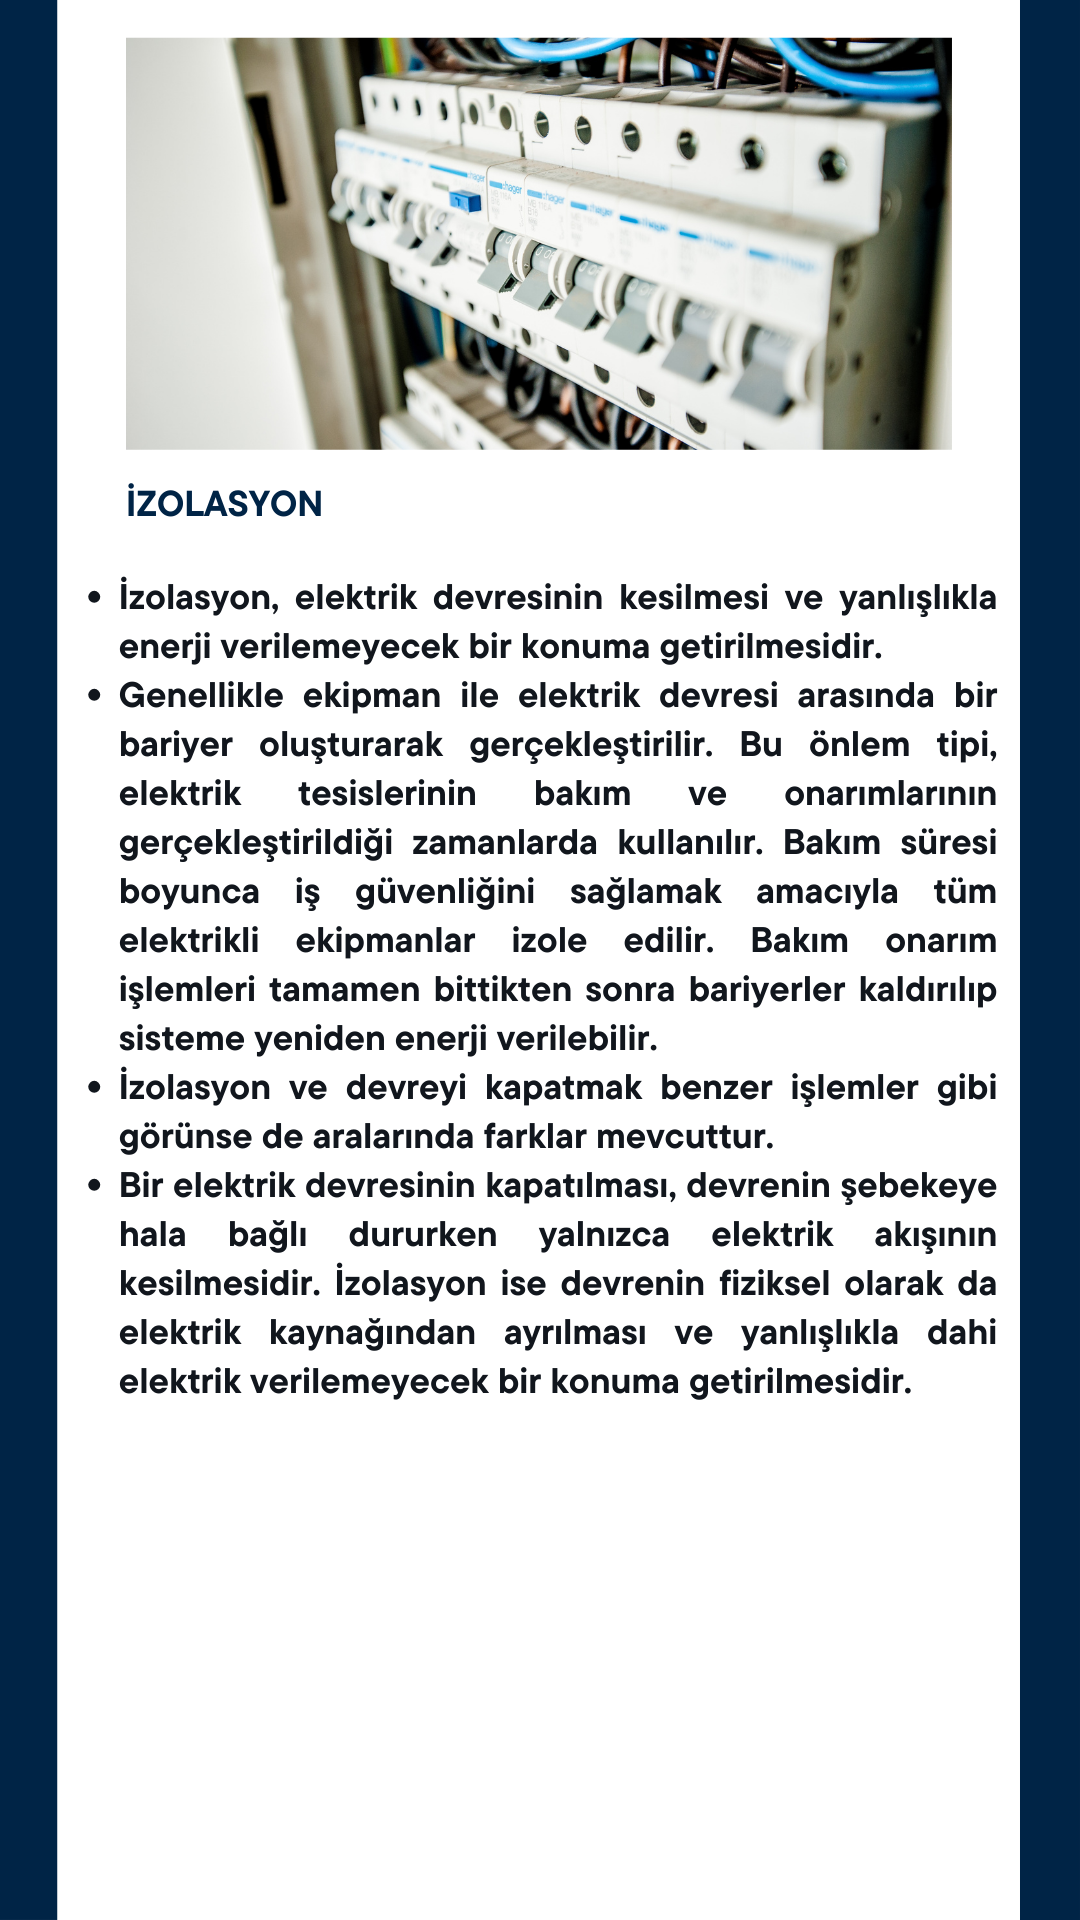 :hager
:hager
:hager
:hager
İZOLASYON
• İzolasyon, elektrik devresinin kesilmesi ve yanlışlıkla
enerji verilemeyecek bir konuma getirilmesidir.
• Genellikle ekipman ile elektrik devresi arasında bir
bariyer oluşturarak gerçekleştirilir. Bu önlem tipi,
elektrik tesislerinin bakım ve onarımlarının
gerçekleştirildiği zamanlarda kullanılır. Bakım süresi
boyunca iş güvenliğini sağlamak amacıyla tüm
elektrikli ekipmanlar izole edilir. Bakım onarım
işlemleri tamamen bittikten sonra bariyerler kaldırılıp
sisteme yeniden enerji verilebilir.
• İzolasyon ve devreyi kapatmak benzer işlemler gibi
görünse de aralarında farklar mevcuttur.
• Bir elektrik devresinin kapatılması, devrenin şebekeye
hala bağlı dururken yalnızca elektrik akışının
kesilmesidir. İzolasyon ise devrenin fiziksel olarak da
elektrik kaynağından ayrılması ve yanlışlıkla dahi
elektrik verilemeyecek bir konuma getirilmesidir.